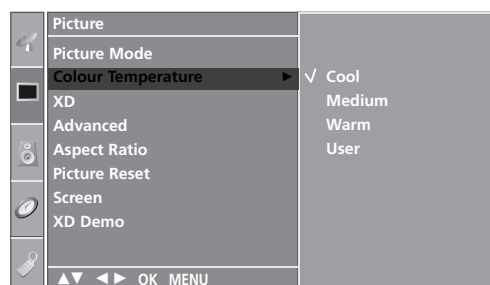 Picture
Picture Mode
Colour Temperature ►
XD
Advanced
Aspect Ratio
Picture Reset
Screen
XD Demo
√ Cool
Medium
Warm
User
▲▼ ◄► OK MENU